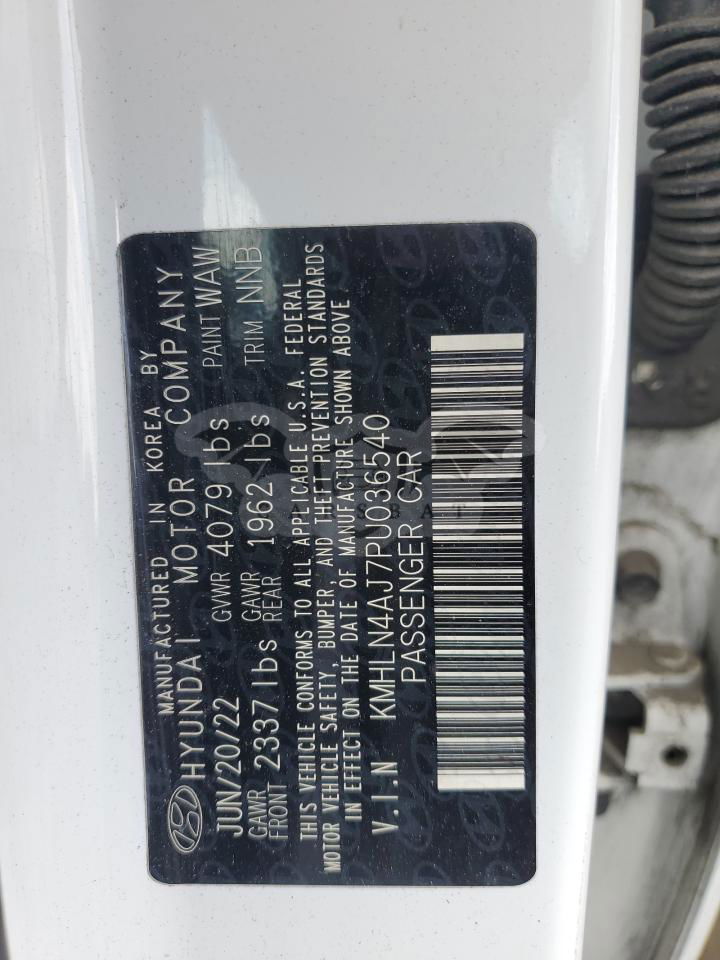 MANUFACTURED IN KOREA BY
HYUNDAI MOTOR COMPANY
JUN/20/22 GVWR 4079 lbs PAINT WAW
GAWR FRONT 2337 lbs GAWR REAR 1962 lbs TRIM NNB
THIS VEHICLE CONFORMS TO ALL APPLICABLE U.S.A. FEDERAL
MOTOR VEHICLE SAFETY, BUMPER, AND THEFT PREVENTION STANDARDS
IN EFFECT ON THE DATE OF MANUFACTURE SHOWN ABOVE
V.I.N KMHLN4AJ7PU036540
PASSENGER CAR